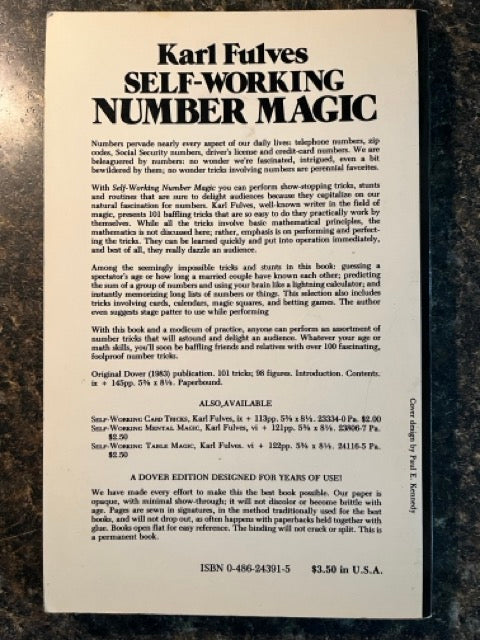 Karl Fulves
SELF-WORKING
NUMBER MAGIC
Numbers pervade nearly every aspect of our daily lives: telephone numbers, zip
codes, Social Security numbers, driver's license and credit-card numbers. We are
beleaguered by numbers: no wonder we're fascinated, intrigued, even a bit
bewildered by them; no wonder tricks involving numbers are perennial favorites.
With Self-Working Number Magic you can perform show-stopping tricks, stunts
and routines that are sure to delight audiences because they capitalize on our
natural fascination for numbers. Karl Fulves, well-known writer in the field of
magic, presents 101 baffling tricks that are so easy to do they practically work by
themselves. While all the tricks involve basic mathematical principles, the
mathematics is not discussed here; rather, emphasis is on performing and perfect-
ing the tricks. They can be learned quickly and put into operation immediately,
and best of all, they really dazzle an audience.
Among the seemingly impossible tricks and stunts in this book: guessing a
spectator's age or how long a married couple have known each other; predicting
the sum of a group of numbers and using your brain like a lightning calculator; and
instantly memorizing long lists of numbers or things. This selection also includes
tricks involving cards, calendars, magic squares, and betting games. The author
even suggests stage patter to use while performing
With this book and a modicum of practice, anyone can perform an assortment of
number tricks that will astound and delight an audience. Whatever your age or
math skills, you'll soon be baffling friends and relatives with over 100 fascinating,
foolproof number tricks.
Original Dover (1983) publication. 101 tricks; 98 figures. Introduction. Contents.
ix + 145pp. 5⅜ x 8½. Paperbound.
ALSO AVAILABLE
SELF-WORKING CARD TRICKS, Karl Fulves, ix + 113pp. 5⅜ x 8½. 23334-0 Pa. $2.00
SELF-WORKING MENTAL MAGIC, Karl Fulves, vi + 121pp. 5⅜ x 8½. 23806-7 Pa.
$2.50
SELF-WORKING TABLE MAGIC, Karl Fulves. vi + 122pp. 5⅜ x 8½. 24116-5 Pa.
$2.50
A DOVER EDITION DESIGNED FOR YEARS OF USE!
We have made every effort to make this the best book possible. Our paper is
opaque, with minimal show-through; it will not discolor or become brittle with
age. Pages are sewn in signatures, in the method traditionally used for the best
books, and will not drop out, as often happens with paperbacks held together with
glue. Books open flat for easy reference. The binding will not crack or split. This is
a permanent book.
ISBN 0-486-24391-5 $3.50 in U.S.A.
Cover design by Paul E. Kennedy